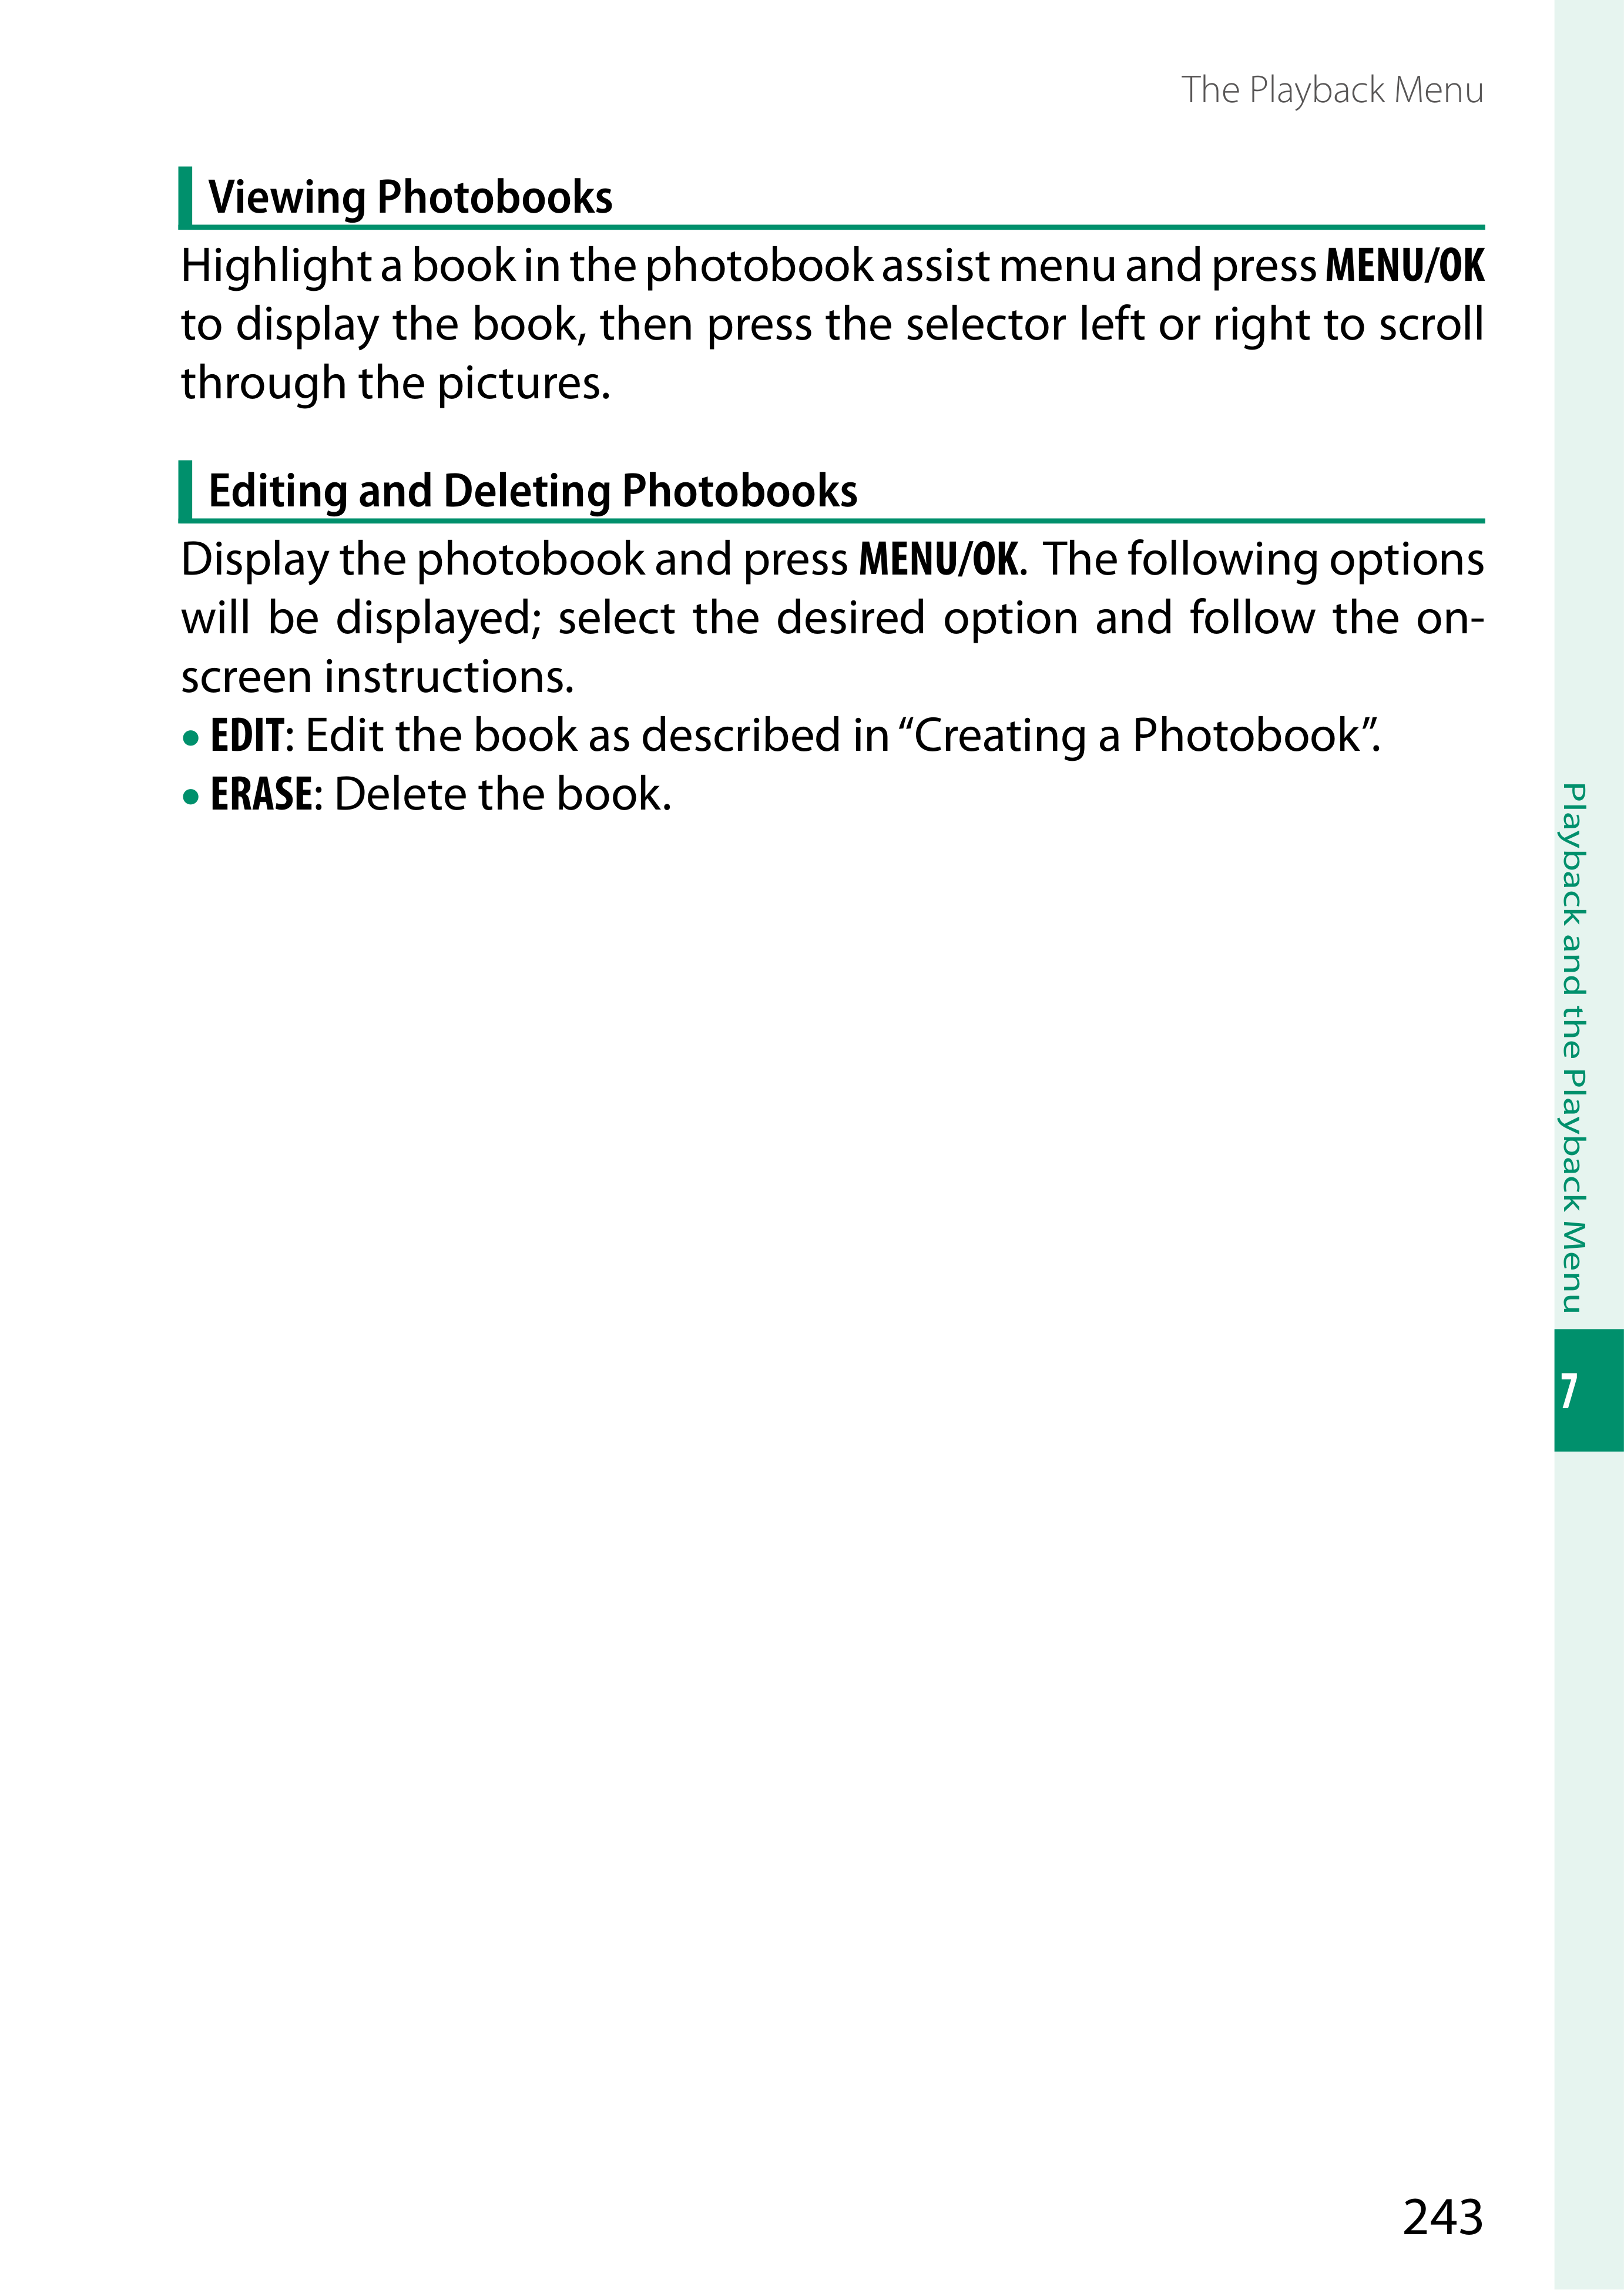 The Playback Menu
Viewing Photobooks
Highlight a book in the photobook assist menu and press MENU/OK
to display the book, then press the selector left or right to scroll
through the pictures.
Editing and Deleting Photobooks
Display the photobook and press MENU/OK. The following options
will be displayed; select the desired option and follow the on-
screen instructions.
• EDIT: Edit the book as described in “Creating a Photobook”.
• ERASE: Delete the book.
Playback and the Playback Menu
7
243